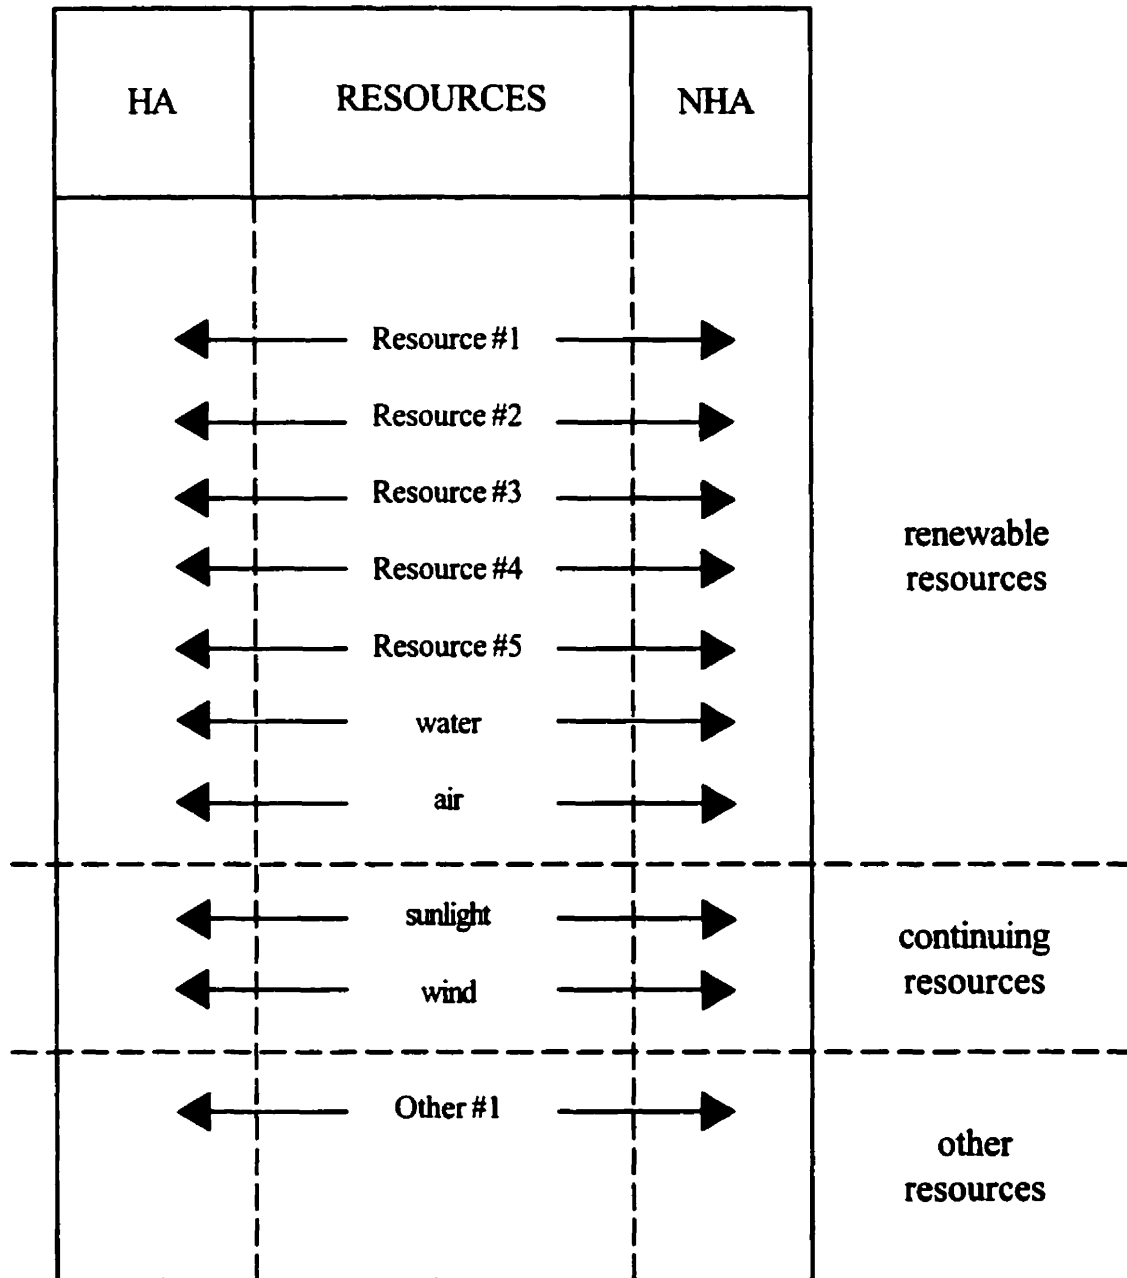 HA RESOURCES NHA
Resource #1
Resource #2
Resource #3
Resource #4
Resource #5
water
air
renewable
resources
sunlight
wind
continuing
resources
Other #1
other
resources